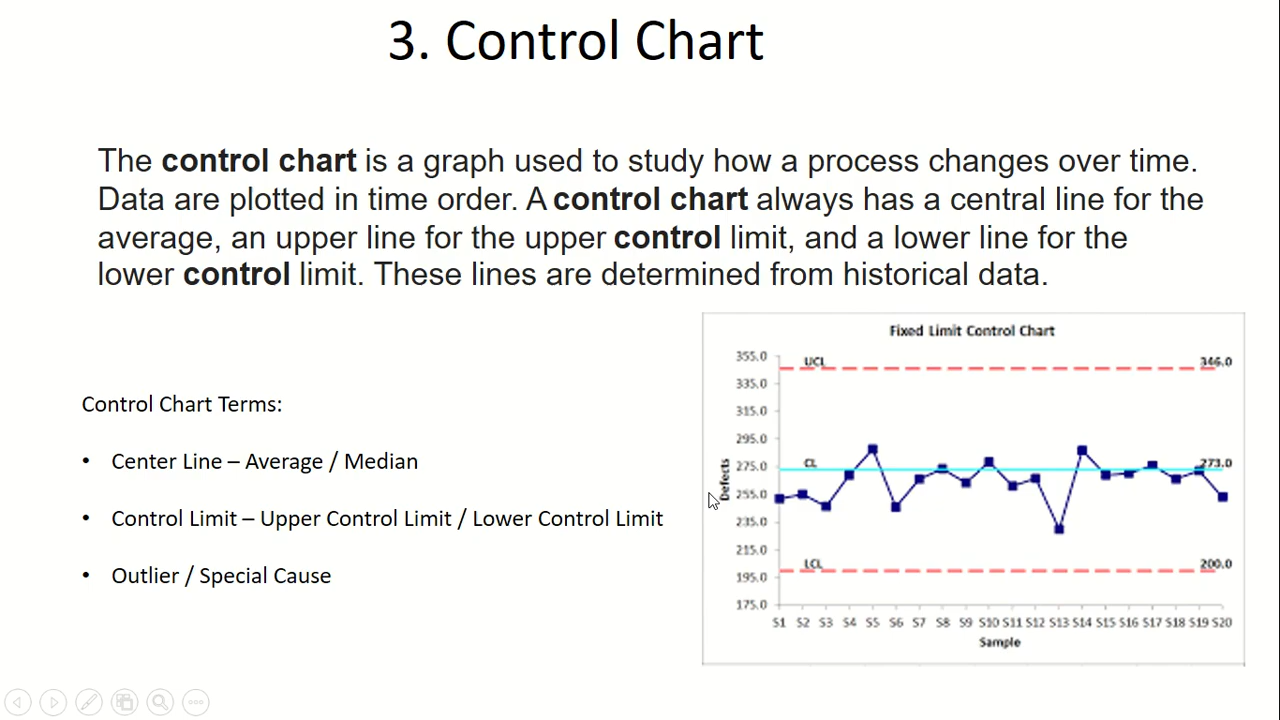 3. Control Chart
The control chart is a graph used to study how a process changes over time.
Data are plotted in time order. A control chart always has a central line for the
average, an upper line for the upper control limit, and a lower line for the
lower control limit. These lines are determined from historical data.
Control Chart Terms:
• Center Line – Average / Median
• Control Limit – Upper Control Limit / Lower Control Limit
• Outlier / Special Cause
Fixed Limit Control Chart
355.0
335.0
315.0
295.0
275.0
255.0
235.0
215.0
195.0
175.0
Defects
UCL
346.0
CL
273.0
LCL
200.0
S1 S2 S3 S4 S5 S6 S7 S8 S9 S10 S11 S12 S13 S14 S15 S16 S17 S18 S19 S20
Sample